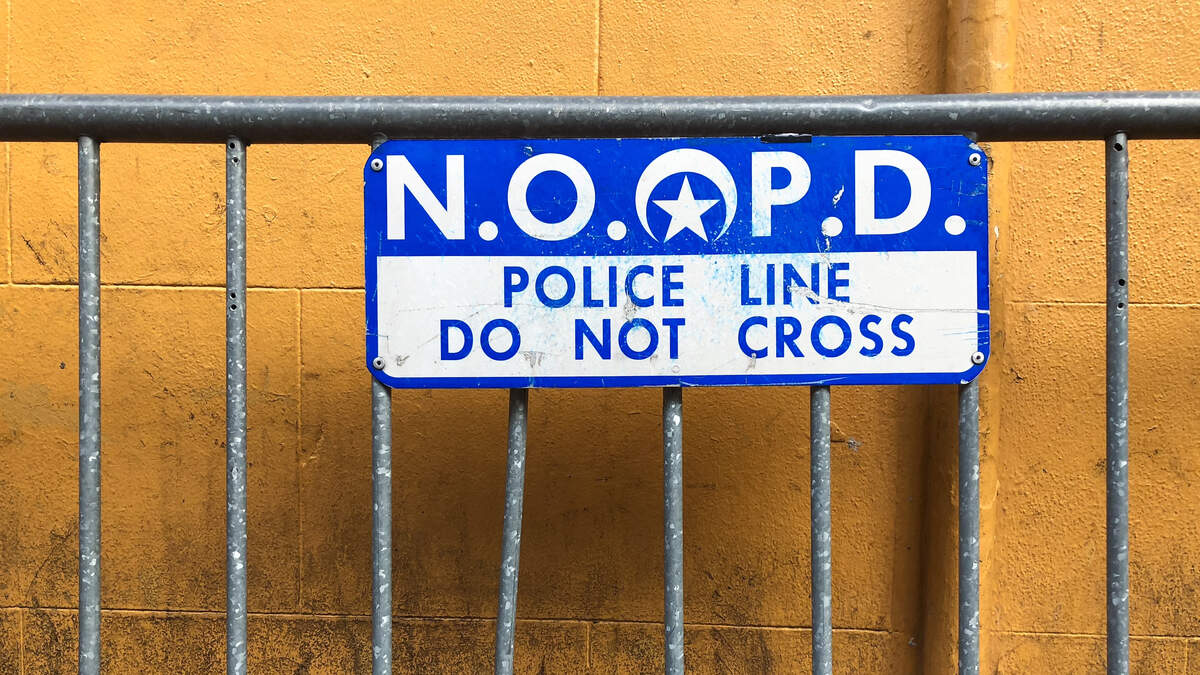 N.O.P.D.
POLICE LINE
DO NOT CROSS